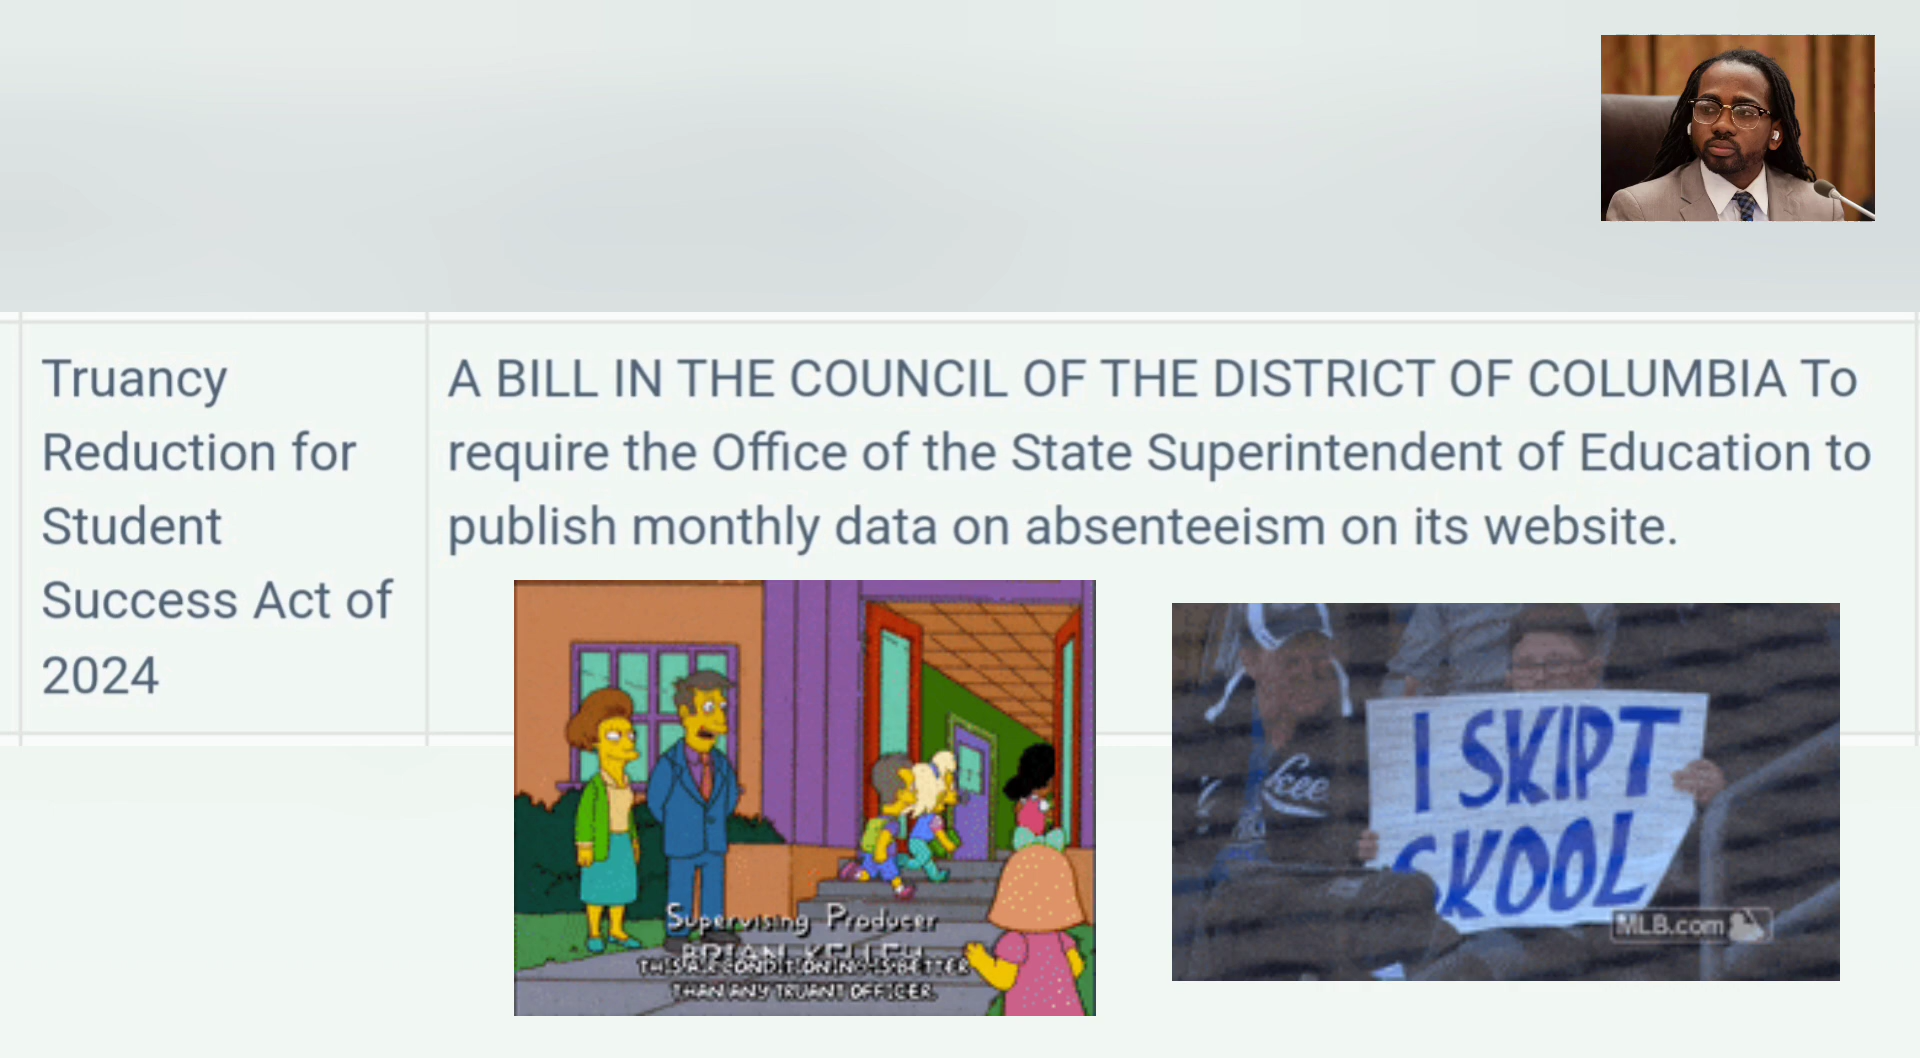 Truancy
Reduction for
Student
Success Act of
2024
A BILL IN THE COUNCIL OF THE DISTRICT OF COLUMBIA To
require the Office of the State Superintendent of Education to
publish monthly data on absenteeism on its website.
Supervising Producer
BRIAN KELLEY
THIS AIR CONDITIONING IS BETTER
THAN ANY TRUANT OFFICER.
I SKIPT
SKOOL
MLB.com